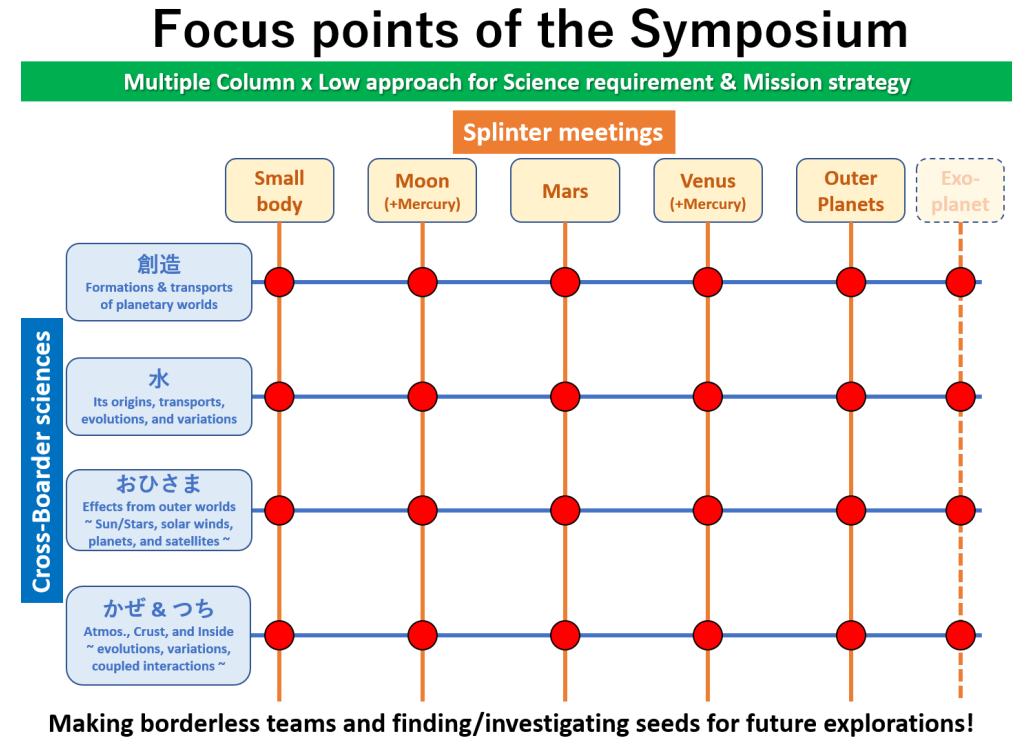 Focus points of the Symposium
Multiple Column x Low approach for Science requirement & Mission strategy
Splinter meetings
Small
body
Moon
(+Mercury)
Mars
Venus
(+Mercury)
Outer
Planets
Exo-
planet
Cross-Boarder sciences
創造
Formations & transports
of planetary worlds
水
Its origins, transports,
evolutions, and variations
おひさま
Effects from outer worlds
~ Sun/Stars, solar winds,
planets, and satellites ~
かぜ & つち
Atmos., Crust, and Inside
~ evolutions, variations,
coupled interactions ~
Making borderless teams and finding/investigating seeds for future explorations!